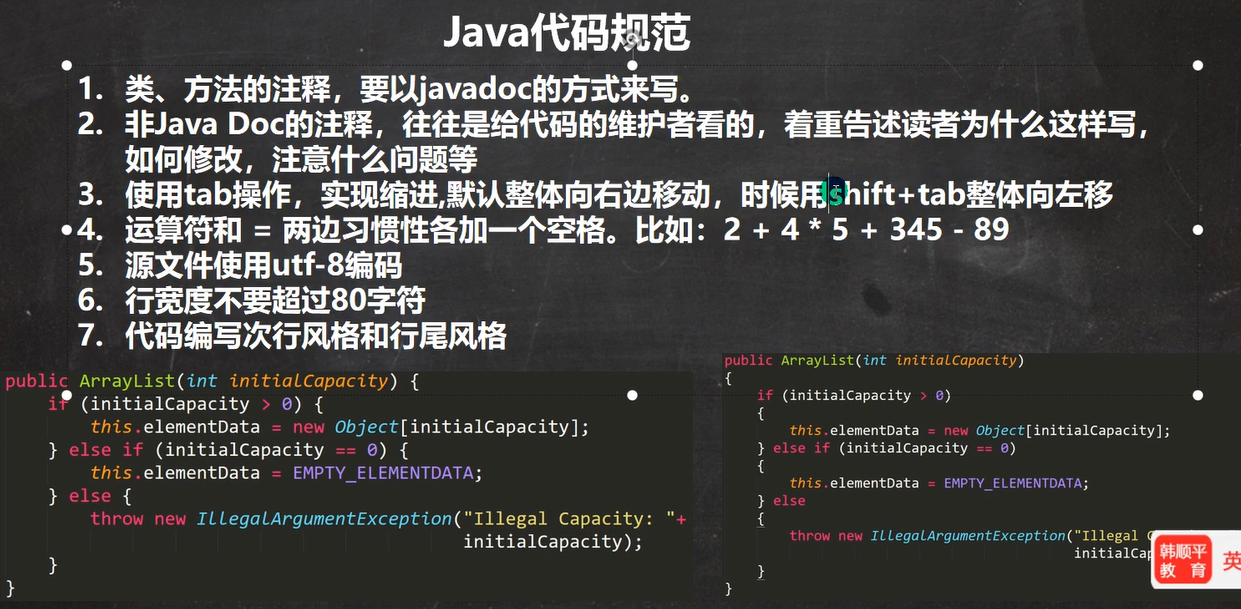 Java代码规范
1. 类、方法的注释，要以javadoc的方式来写。
2. 非Java Doc的注释，往往是给代码的维护者看的，着重告述读者为什么这样写，
如何修改，注意什么问题等
3. 使用tab操作，实现缩进,默认整体向右边移动，时候用shift+tab整体向左移
4. 运算符和 = 两边习惯性各加一个空格。比如：2 + 4 * 5 + 345 - 89
5. 源文件使用utf-8编码
6. 行宽度不要超过80字符
7. 代码编写次行风格和行尾风格
public ArrayList(int initialCapacity) {
if (initialCapacity > 0) {
this.elementData = new Object[initialCapacity];
} else if (initialCapacity == 0) {
this.elementData = EMPTY_ELEMENTDATA;
} else {
throw new IllegalArgumentException("Illegal Capacity: "+
initialCapacity);
}
}
public ArrayList(int initialCapacity)
{
if (initialCapacity > 0)
{
this.elementData = new Object[initialCapacity];
} else if (initialCapacity == 0)
{
this.elementData = EMPTY_ELEMENTDATA;
} else
{
throw new IllegalArgumentException("Illegal
}
}
韩顺平
教 育
英